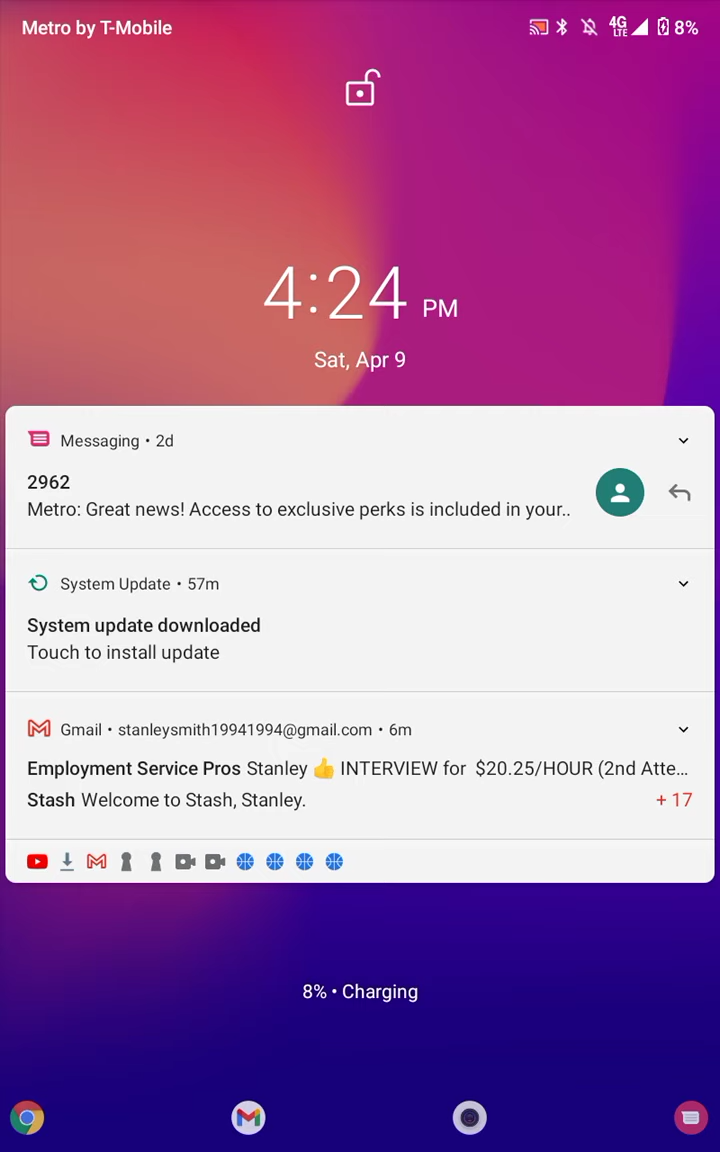 Metro by T-Mobile
4G LTE 8%
4:24 PM
Sat, Apr 9
Messaging • 2d
2962
Metro: Great news! Access to exclusive perks is included in your..
System Update • 57m
System update downloaded
Touch to install update
Gmail • stanleysmith19941994@gmail.com • 6m
Employment Service Pros Stanley 👍 INTERVIEW for $20.25/HOUR (2nd Atte...
Stash Welcome to Stash, Stanley.
+ 17
8% • Charging